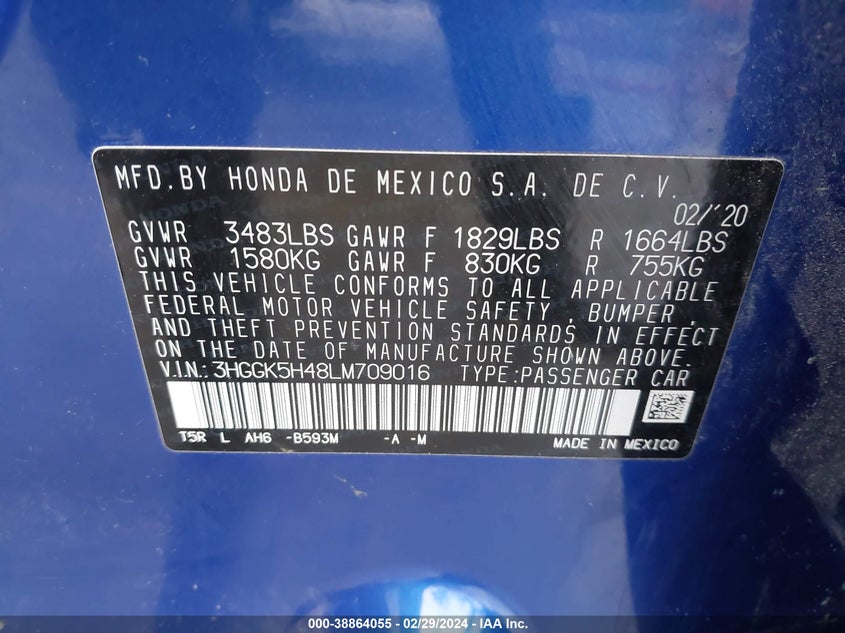 MFD.BY HONDA DE MEXICO S.A. DE C.V.
02/'20
GVWR 3483LBS GAWR F 1829LBS R 1664LBS
GVWR 1580KG GAWR F 830KG R 755KG
THIS VEHICLE CONFORMS TO ALL APPLICABLE
FEDERAL MOTOR VEHICLE SAFETY, BUMPER,
AND THEFT PREVENTION STANDARDS IN EFFECT
ON THE DATE OF MANUFACTURE SHOWN ABOVE.
V.I.N.: 3HGGK5H48LM709016 TYPE:PASSENGER CAR
T5R L AH6 -B593M -A -M MADE IN MEXICO
000-38864055 - 02/29/2024 - IAA Inc.